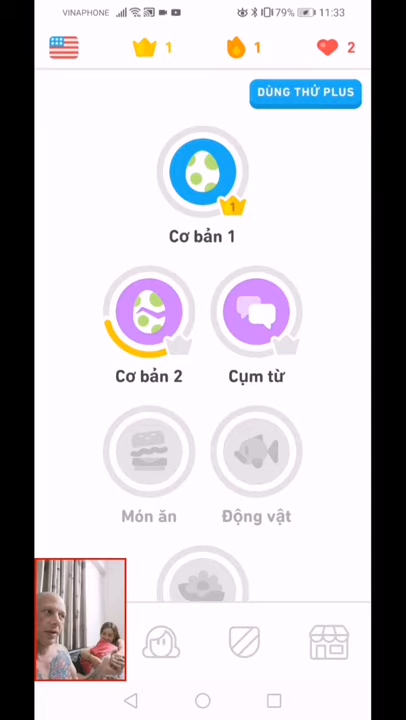 VINAPHONE 79% 11:33
1 1 2
DÙNG THỬ PLUS
1
Cơ bản 1
Cơ bản 2 Cụm từ
Món ăn Động vật